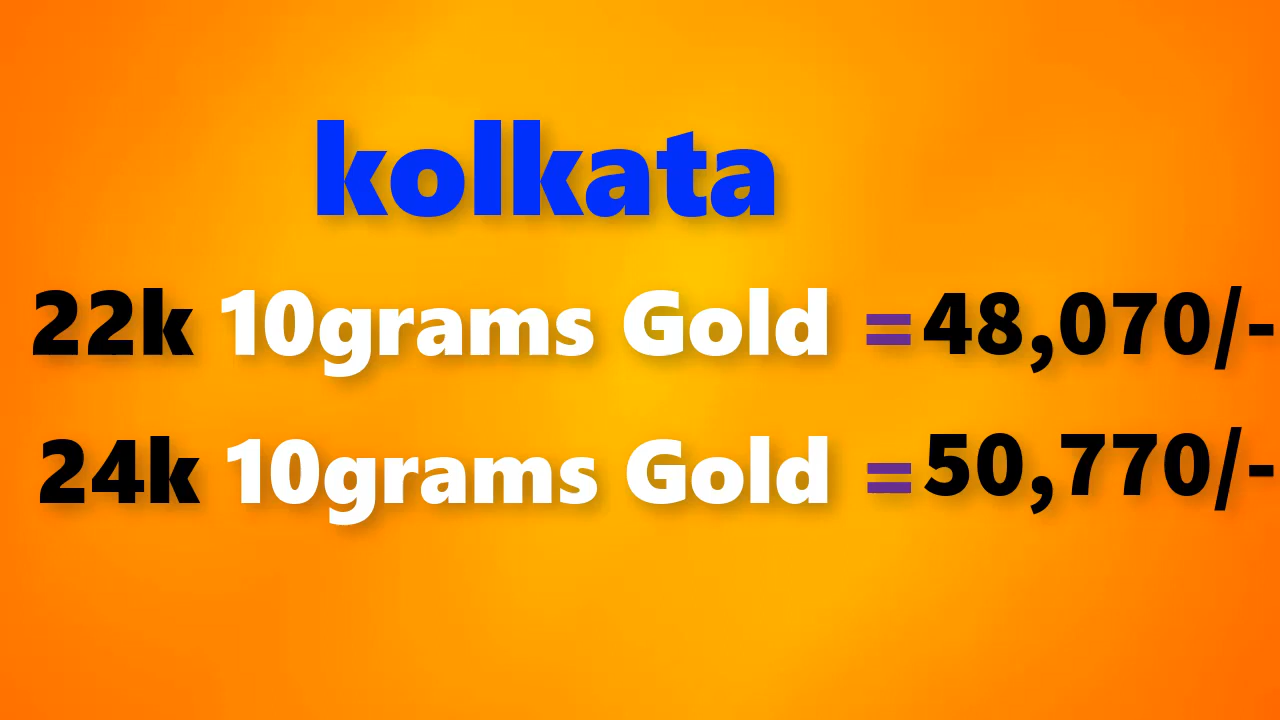 kolkata
22k 10grams Gold =48,070/-
24k 10grams Gold =50,770/-